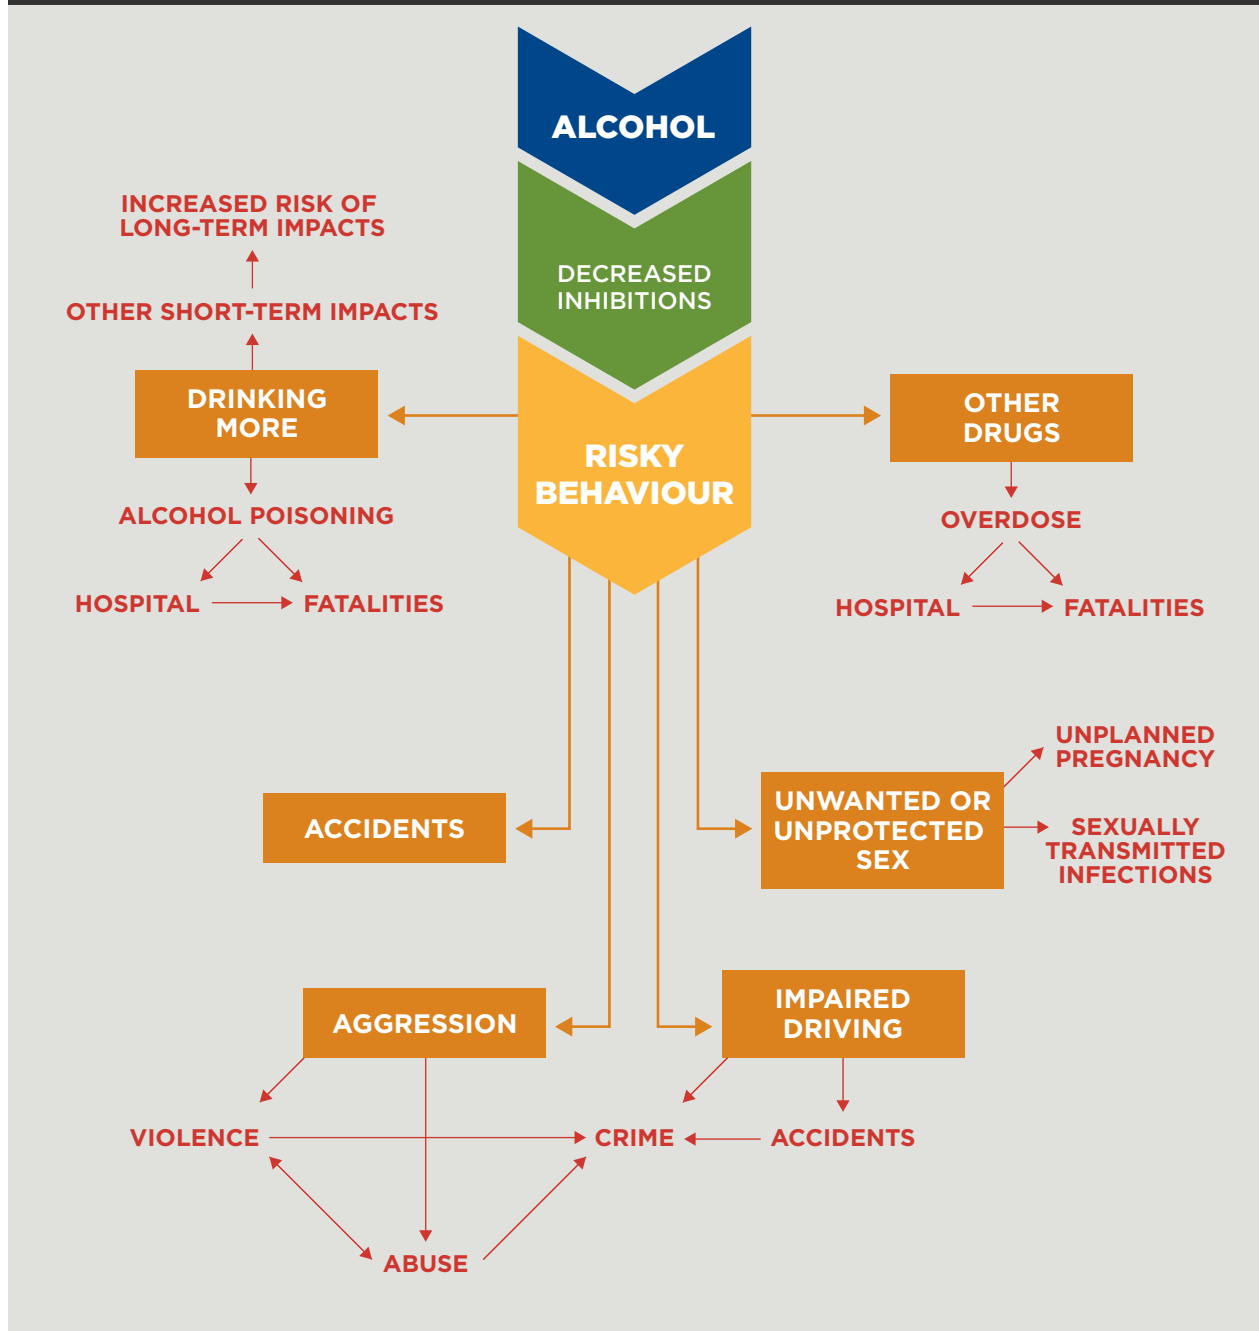 ALCOHOL
DECREASED
INHIBITIONS
RISKY
BEHAVIOUR
INCREASED RISK OF
LONG-TERM IMPACTS
OTHER SHORT-TERM IMPACTS
DRINKING
MORE
ALCOHOL POISONING
HOSPITAL
FATALITIES
OTHER
DRUGS
OVERDOSE
HOSPITAL
FATALITIES
ACCIDENTS
UNWANTED OR
UNPROTECTED
SEX
UNPLANNED
PREGNANCY
SEXUALLY
TRANSMITTED
INFECTIONS
AGGRESSION
IMPAIRED
DRIVING
VIOLENCE
CRIME
ACCIDENTS
ABUSE